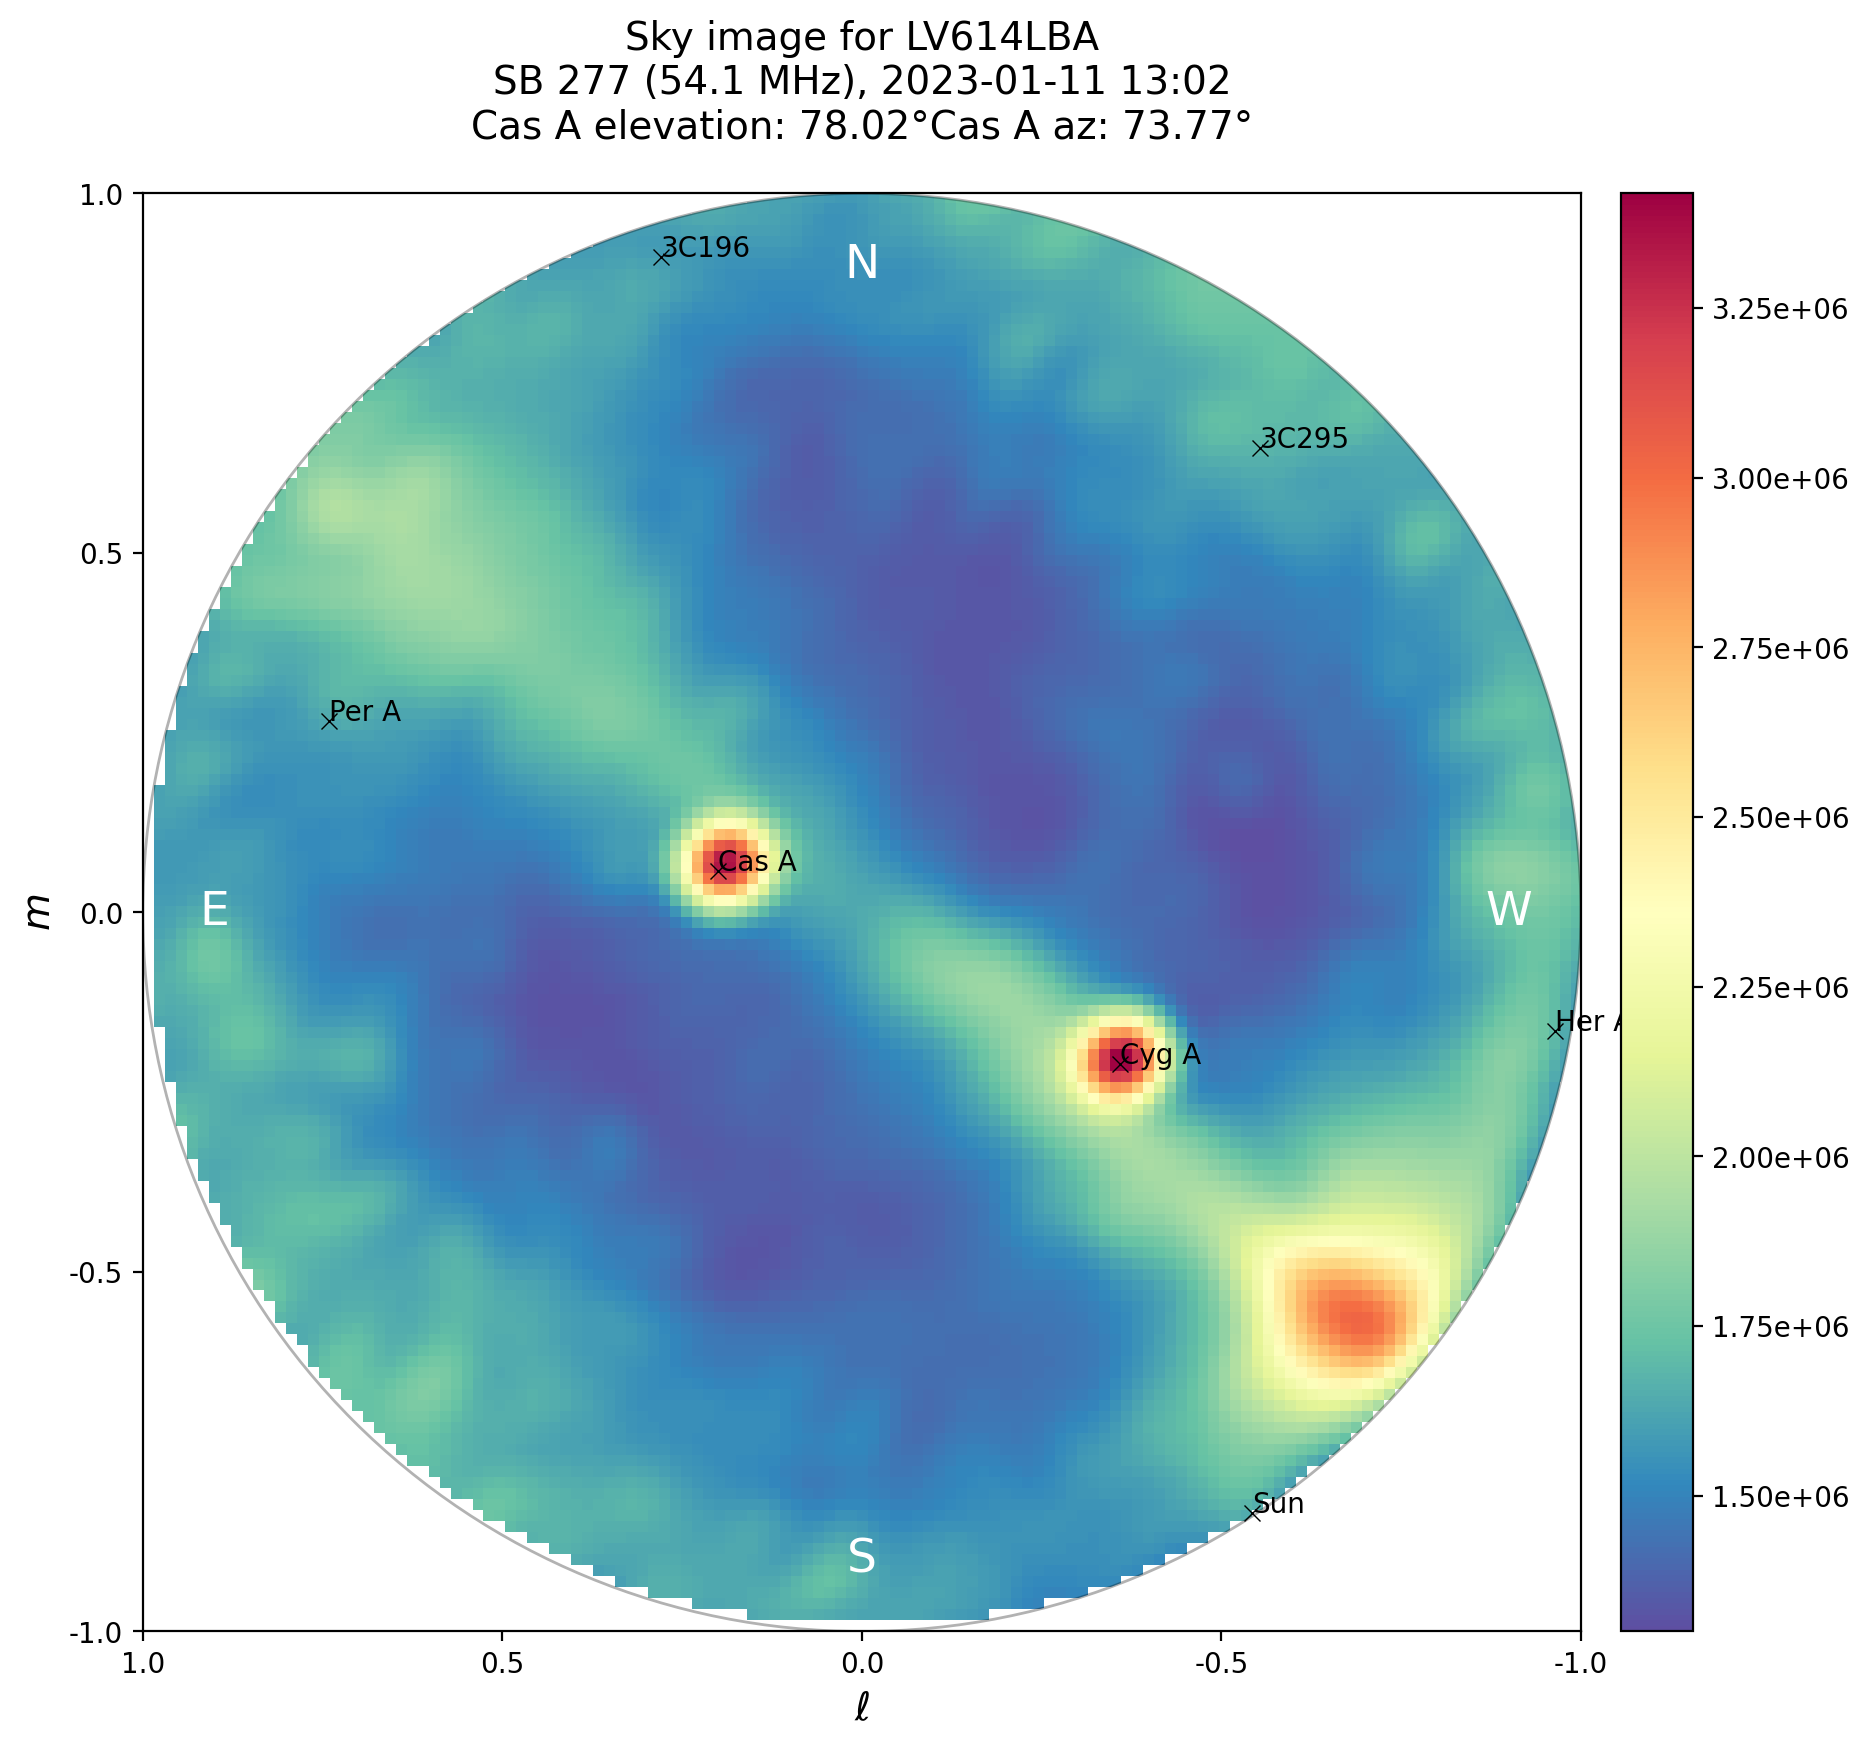 Sky image for LV614LBA
SB 277 (54.1 MHz), 2023-01-11 13:02
Cas A elevation: 78.02°Cas A az: 73.77°
1.0
0.5
0.0
-0.5
-1.0
m
1.0
0.5
0.0
-0.5
-1.0
ℓ
3C196
N
3C295
Per A
Cas A
E
W
Her A
Cyg A
Sun
S
3.25e+06
3.00e+06
2.75e+06
2.50e+06
2.25e+06
2.00e+06
1.75e+06
1.50e+06